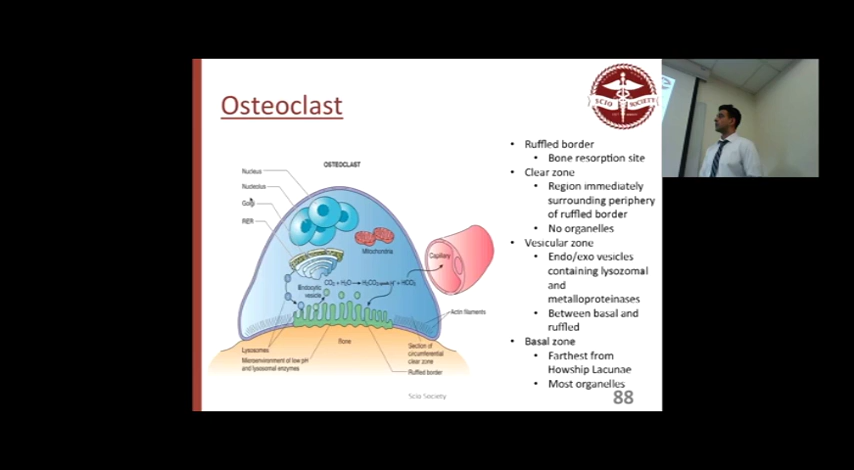 Osteoclast
SCIO SOCIETY
OSTEOCLAST
Nucleus
Nucleolus
Golgi
RER
Mitochondria
Capillary
Endocytic
vesicle
CO₂ + H₂O
H₂CO₃
+ HCO₃
Actin filaments
Lysosomes
Microenvironment of low pH
and lysosomal enzymes
Bone
Section of
circumferential
clear zone
Ruffled border
• Ruffled border
• Bone resorption site
• Clear zone
• Region immediately
surrounding periphery
of ruffled border
• No organelles
• Vesicular zone
• Endo/exo vesicles
containing lysozomal
and
metalloproteinases
• Between basal and
ruffled
• Basal zone
• Farthest from
Howship Lacunae
• Most organelles
Scio Society
88